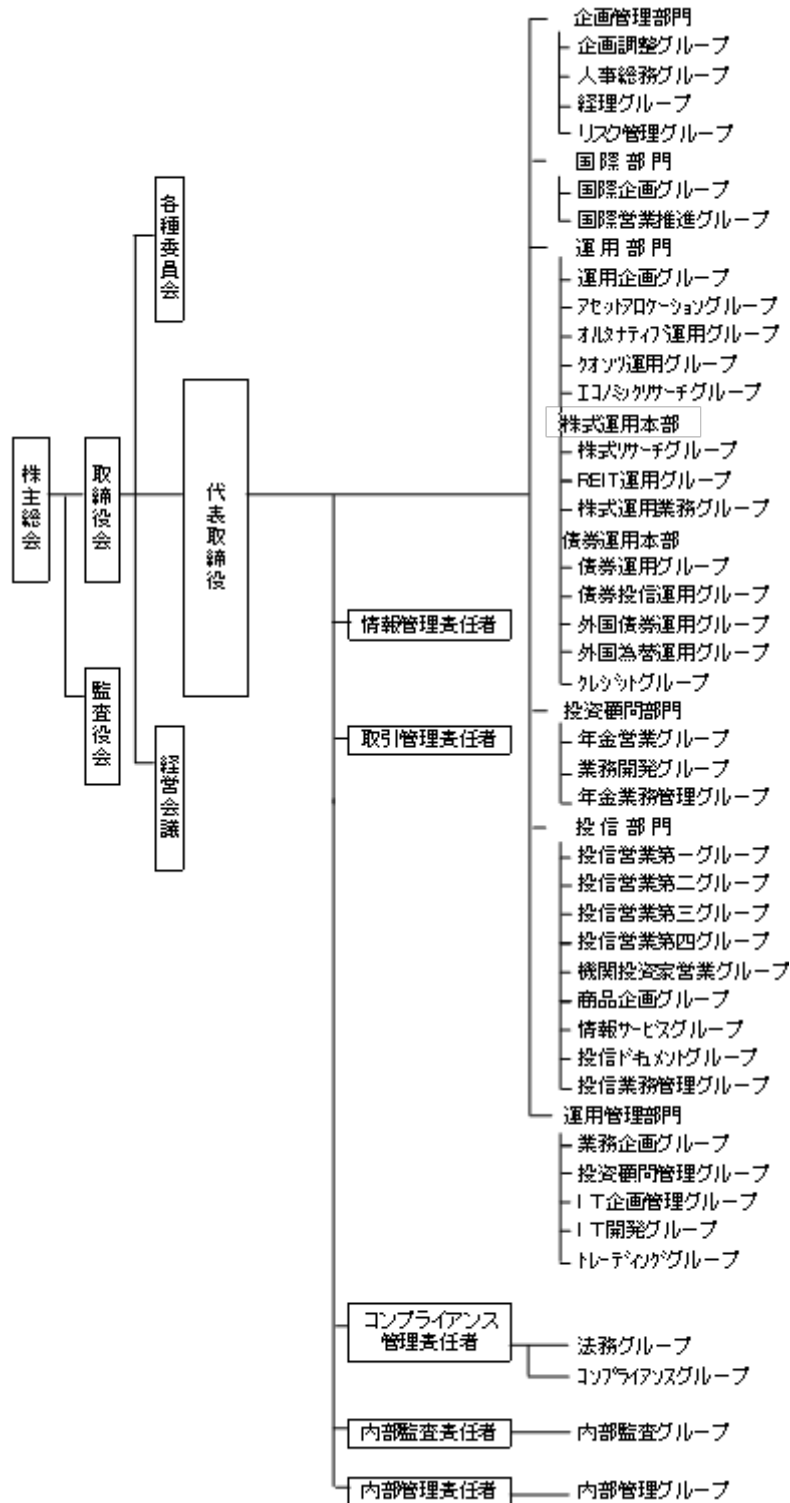 企画管理部門
企画調整グループ
人事総務グループ
経理グループ
リスク管理グループ
国際部門
国際企画グループ
国際営業推進グループ
運用部門
運用企画グループ
アセットアロケーショングループ
オルタナティブ運用グループ
クオンツ運用グループ
エコノミックリサーチグループ
株式運用本部
株式リサーチグループ
REIT運用グループ
株式運用業務グループ
債券運用本部
債券運用グループ
債券投信運用グループ
外国債券運用グループ
外国為替運用グループ
クレジットグループ
投資顧問部門
年金営業グループ
業務開発グループ
年金業務管理グループ
投信部門
投信営業第一グループ
投信営業第二グループ
投信営業第三グループ
投信営業第四グループ
機関投資家営業グループ
商品企画グループ
情報サービスグループ
投信ドキュメントグループ
投信業務管理グループ
運用管理部門
業務企画グループ
投資顧問管理グループ
IT企画管理グループ
IT開発グループ
トレーディンググループ
株主総会
取締役会
監査役会
各種委員会
経営会議
代表取締役
情報管理責任者
取引管理責任者
コンプライアンス
管理責任者
法務グループ
コンプライアンスグループ
内部監査責任者
内部監査グループ
内部管理責任者
内部管理グループ